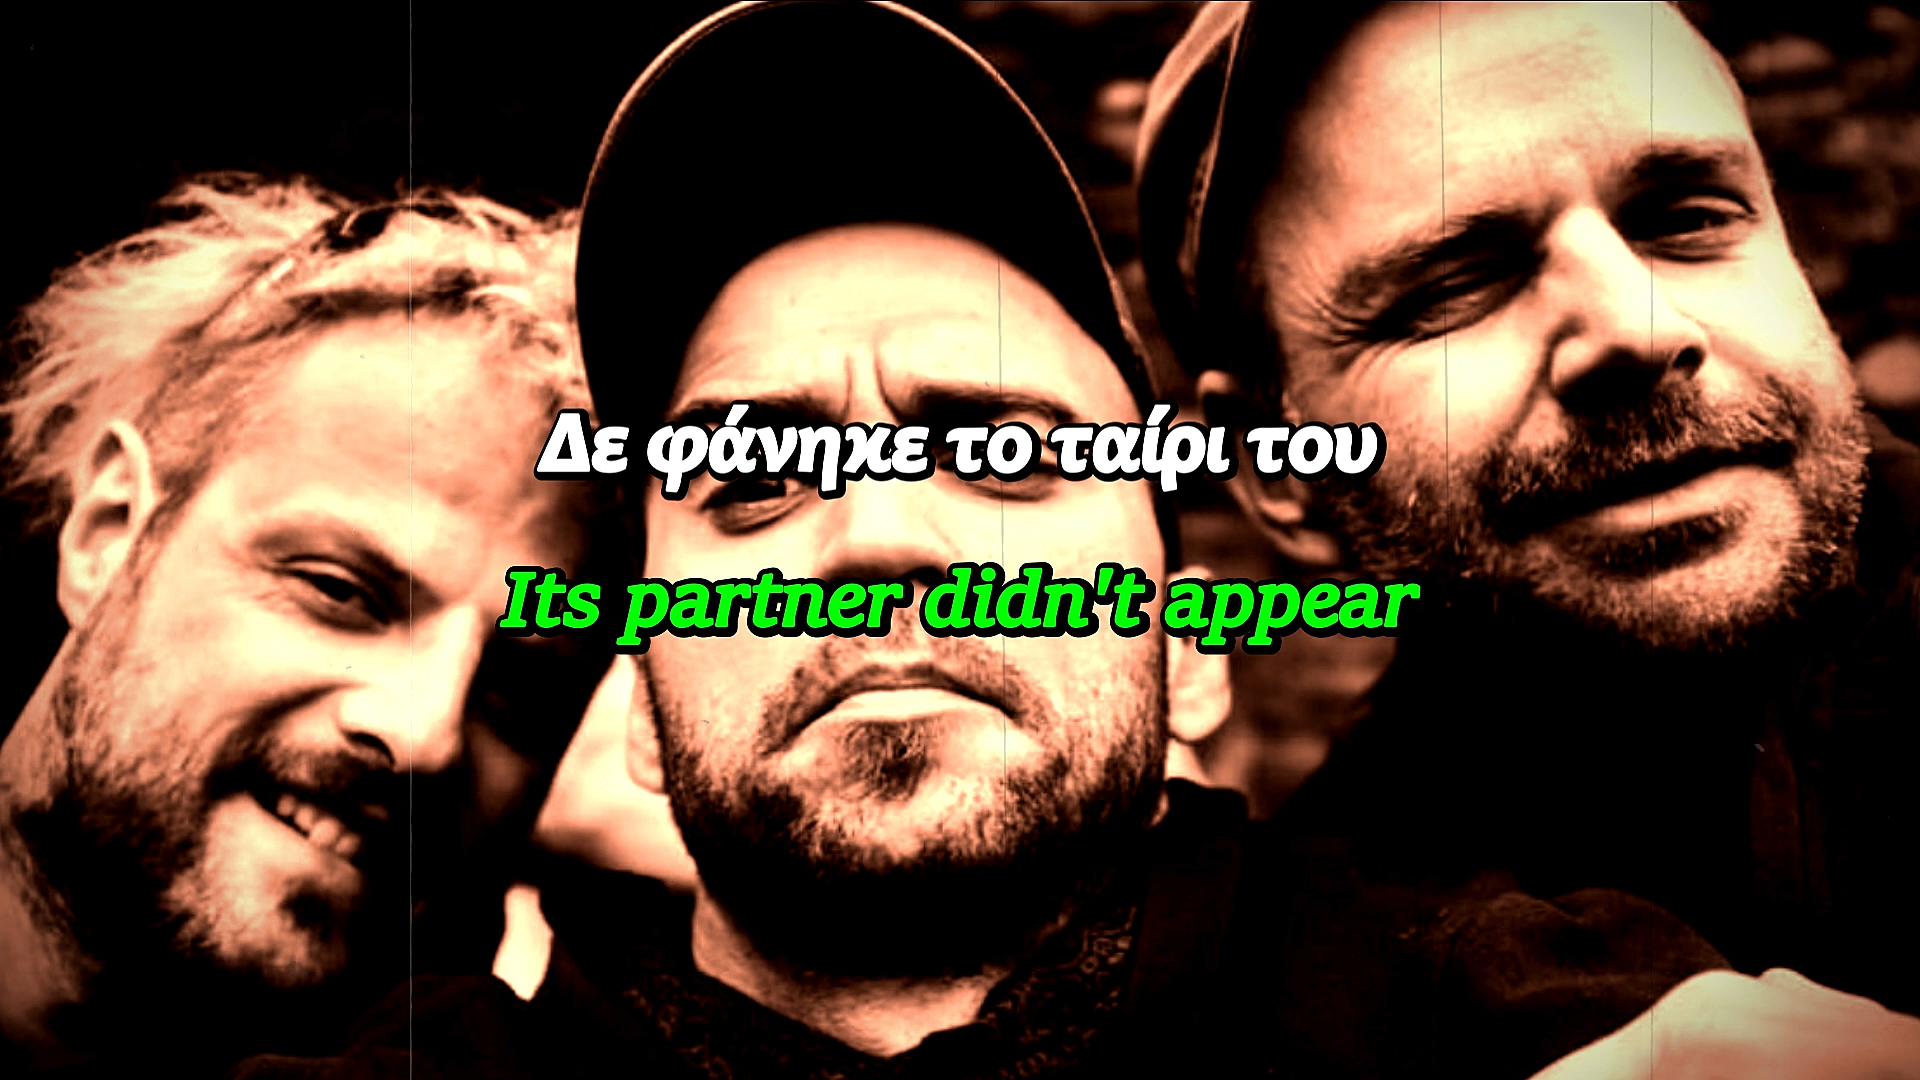 Δε φάνηκε το ταίρι του
Its partner didn't appear